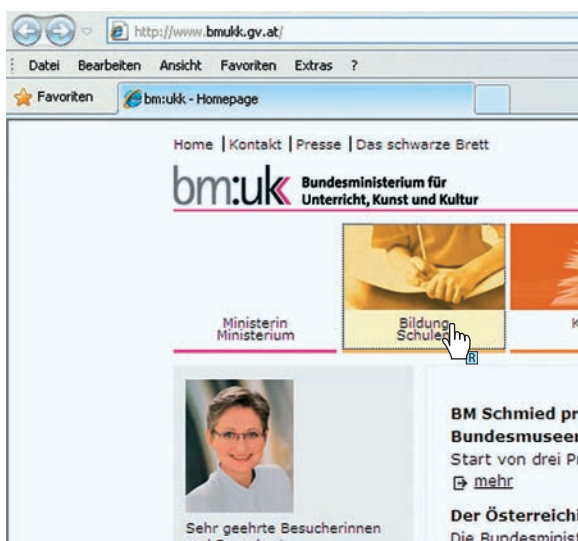 http://www.bmukk.gv.at/
Datei Bearbeiten Ansicht Favoriten Extras ?
Favoriten bm:ukk - Homepage
Home | Kontakt | Presse | Das schwarze Brett
bm:uk
Bundesministerium für
Unterricht, Kunst und Kultur
Ministerin
Ministerium
Bildung
Schulen
K
R
BM Schmied pr
Bundesmuseen
Start von drei Pr
mehr
Der Österreichi
Die Bundesminist
Sehr geehrte Besucherinnen